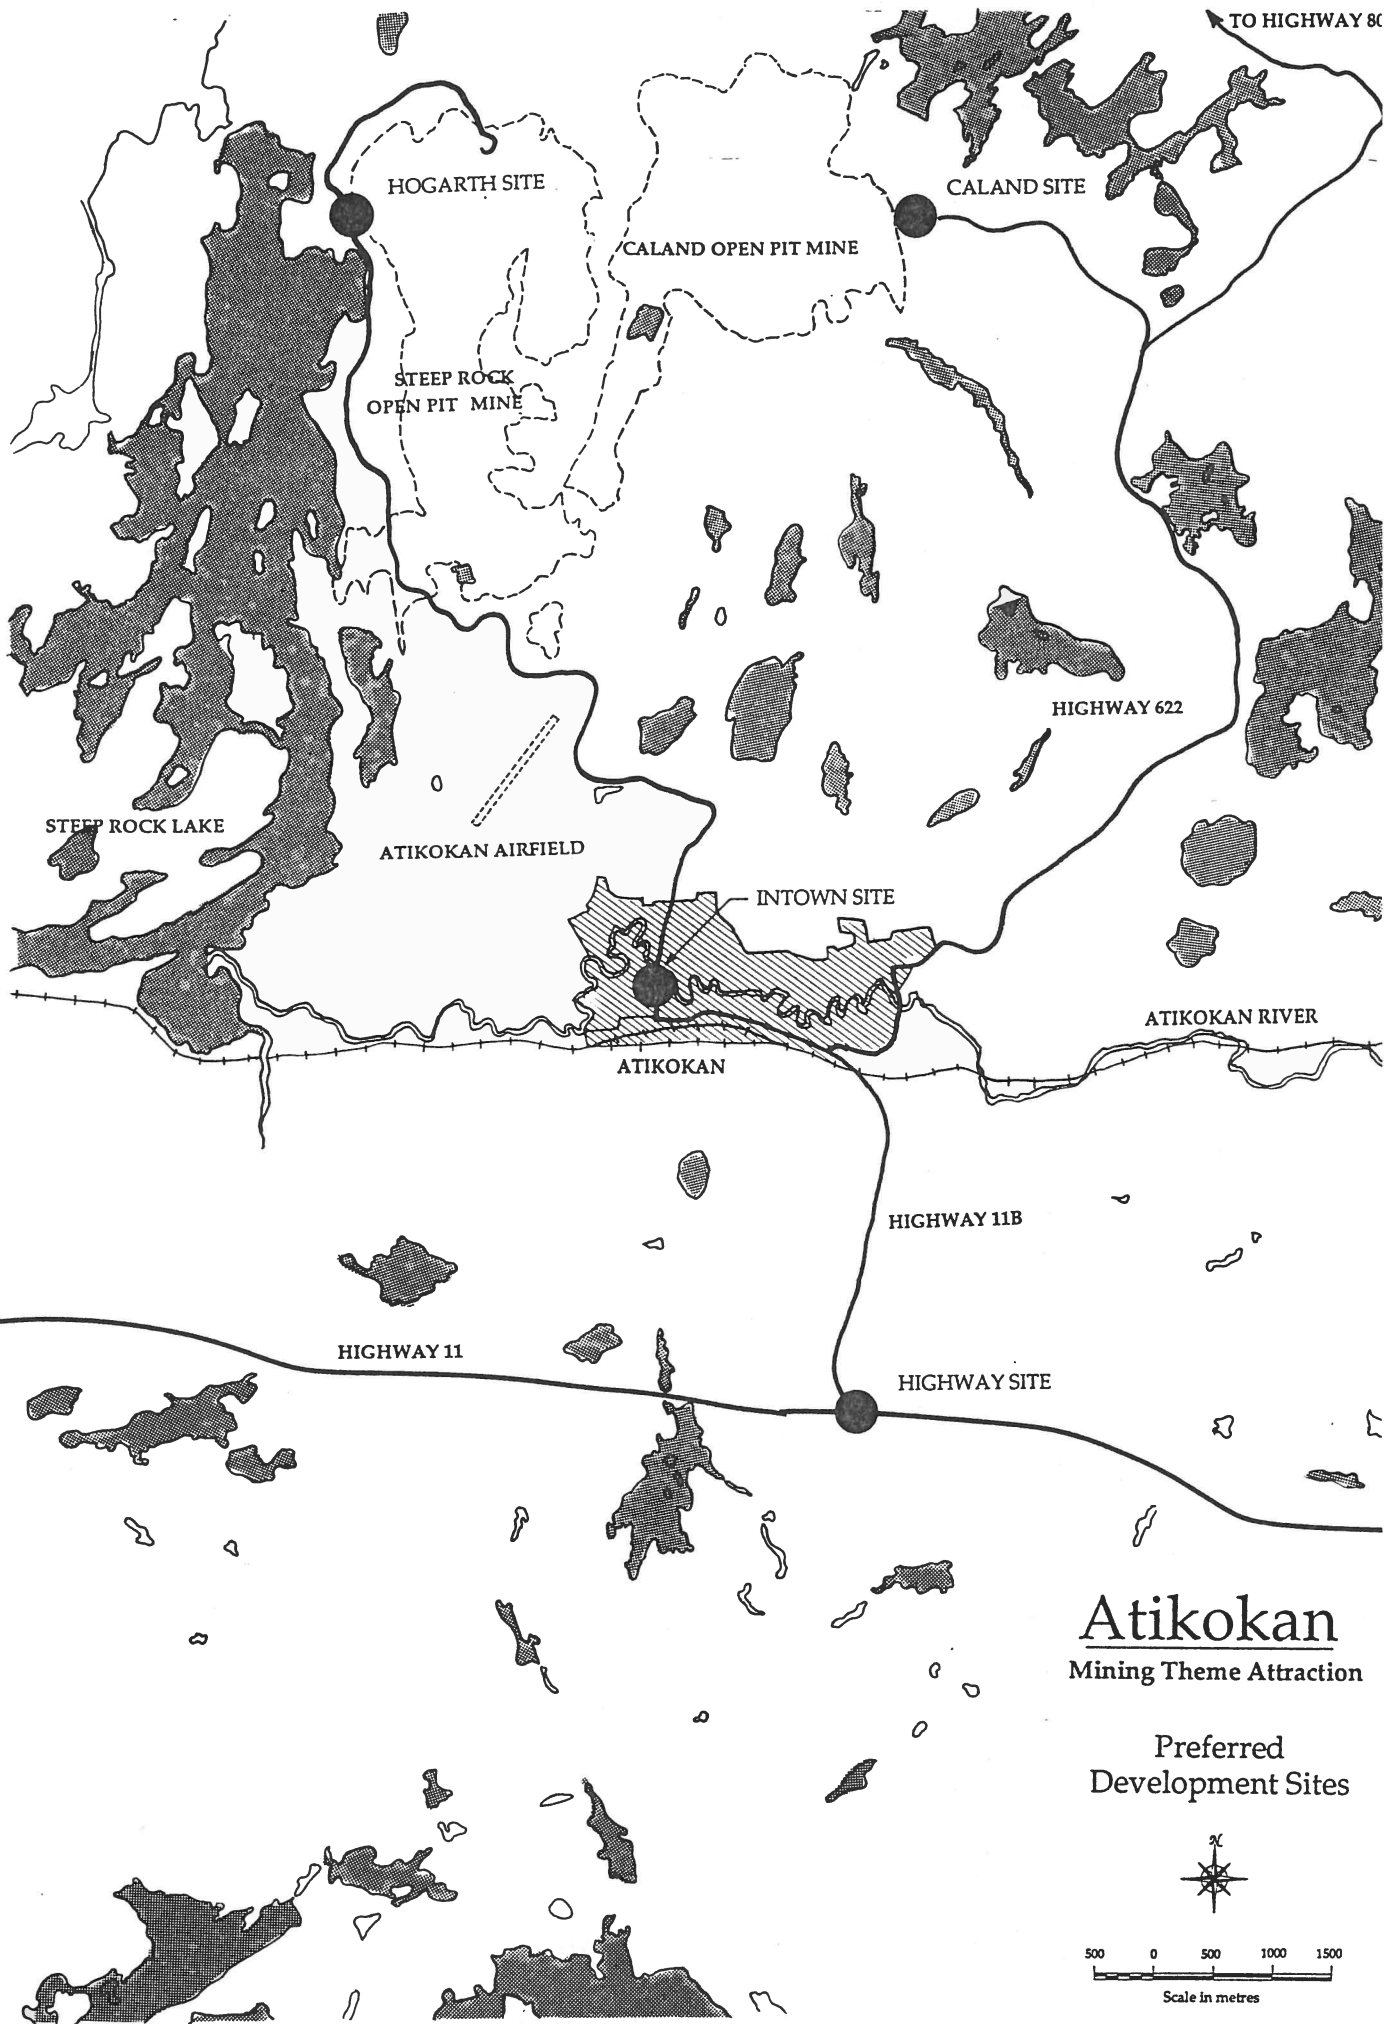 TO HIGHWAY 80
HOGARTH SITE
CALAND SITE
CALAND OPEN PIT MINE
STEEP ROCK
OPEN PIT MINE
HIGHWAY 622
STEEP ROCK LAKE
ATIKOKAN AIRFIELD
INTOWN SITE
ATIKOKAN RIVER
ATIKOKAN
HIGHWAY 11B
HIGHWAY 11
HIGHWAY SITE
Atikokan
Mining Theme Attraction
Preferred
Development Sites
N
500 0 500 1000 1500
Scale in metres